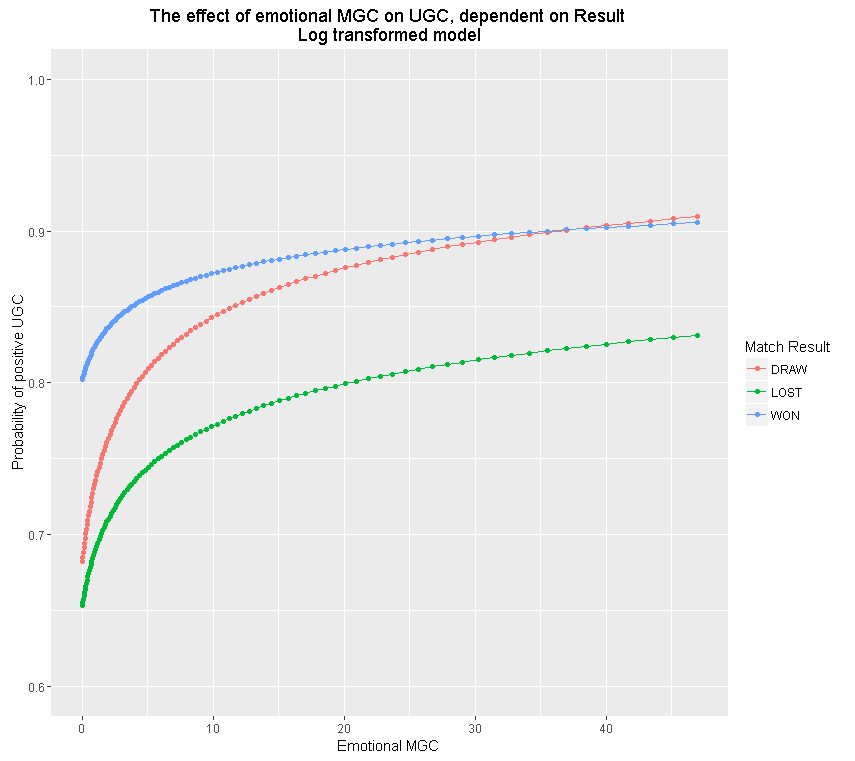 The effect of emotional MGC on UGC, dependent on Result
Log transformed model
Probability of positive UGC
1.0
0.9
0.8
0.7
0.6
0
10
20
30
40
Emotional MGC
Match Result
DRAW
LOST
WON